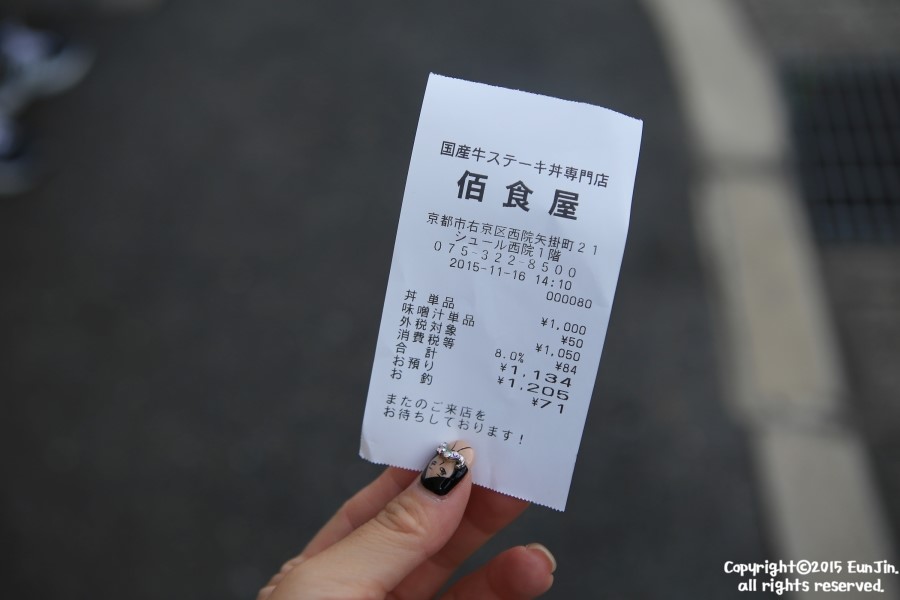 国産牛ステーキ丼専門店
佰食屋
京都市右京区西院矢掛町21
シュール西院1階
075-322-8500
2015-11-16 14:10
000080
丼 単品 ¥1,000
味噌汁単品 ¥50
外税対象 ¥1,050
消費税等 8.0% ¥84
合 計 ¥1,134
お預り ¥1,205
お 釣 ¥71
またのご来店を
お待ちしております!
Copyright©2015 EunJin.
all rights reserved.